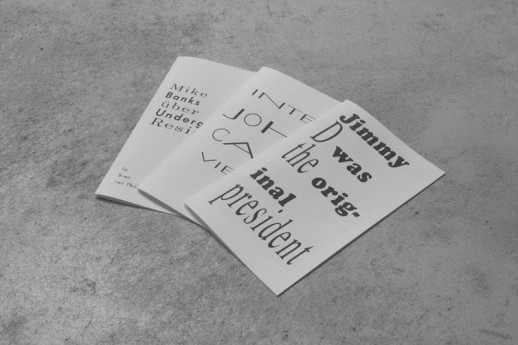 Mike
Banks
über
Underg
Resi
INTE
JOH
CA
VIE
Jimmy
D was
the orig-
inal
president